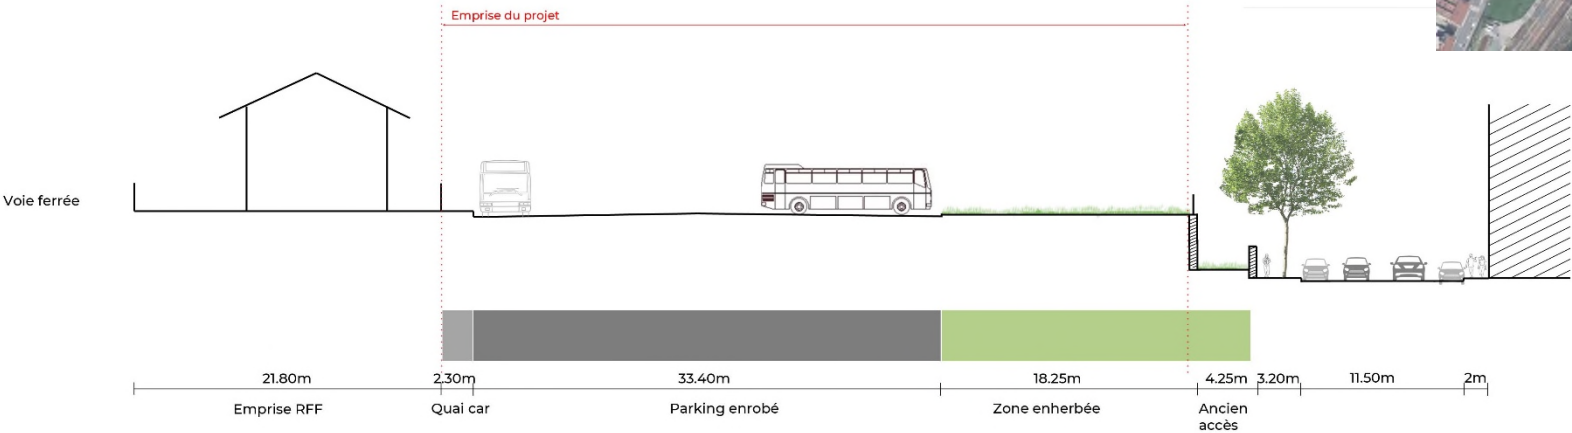 Emprise du projet
Voie ferrée
21.80m
2.30m
33.40m
18.25m
4.25m
3.20m
11.50m
2m
Emprise RFF
Quai car
Parking enrobé
Zone enherbée
Ancien
accès